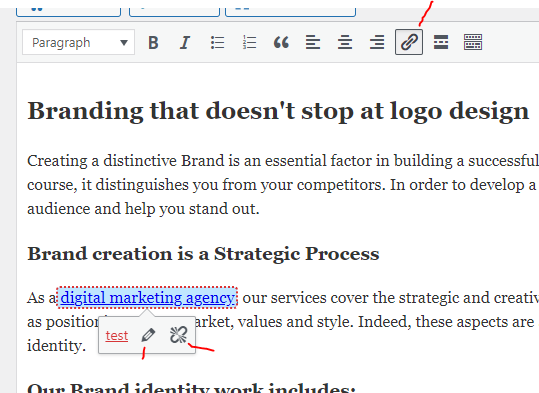 Paragraph
Branding that doesn't stop at logo design
Creating a distinctive Brand is an essential factor in building a successful
course, it distinguishes you from your competitors. In order to develop a
audience and help you stand out.
Brand creation is a Strategic Process
As a digital marketing agency our services cover the strategic and creativ
as position arket, values and style. Indeed, these aspects are
test
identity.
Our Brand identity work includes: